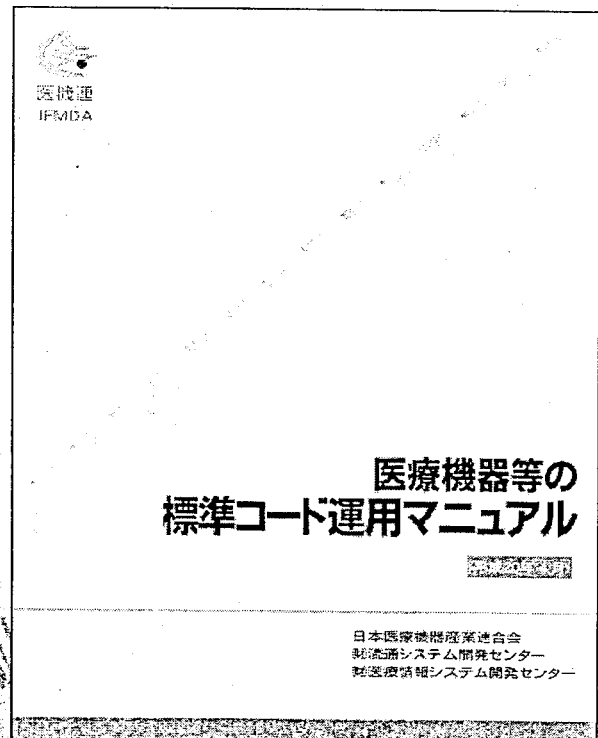 医機連
JFMDA
医療機器等の
標準コード運用マニュアル
日本医療機器産業連合会
㈶流通システム開発センター
㈶医療情報システム開発センター